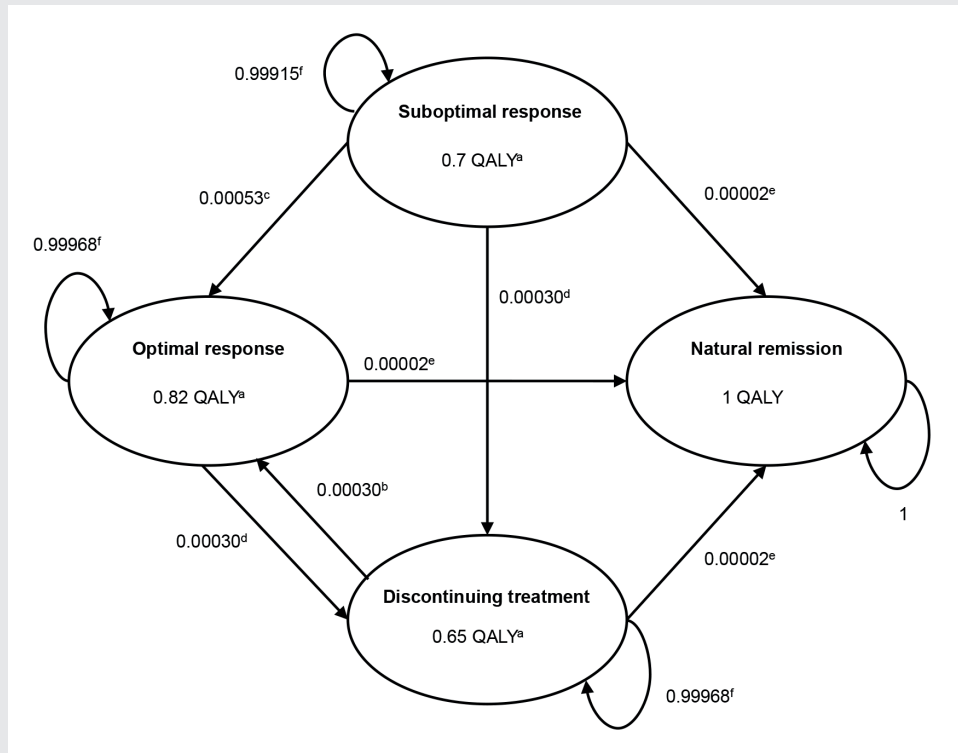 0.99915ᶠ
Suboptimal response
0.7 QALYᵃ
0.00053ᶜ
0.00002ᵉ
0.99968ᶠ
0.00030ᵈ
Optimal response
0.82 QALYᵃ
0.00002ᵉ
Natural remission
1 QALY
0.00030ᵇ
0.00030ᵈ
1
0.00002ᵉ
Discontinuing treatment
0.65 QALYᵃ
0.99968ᶠ